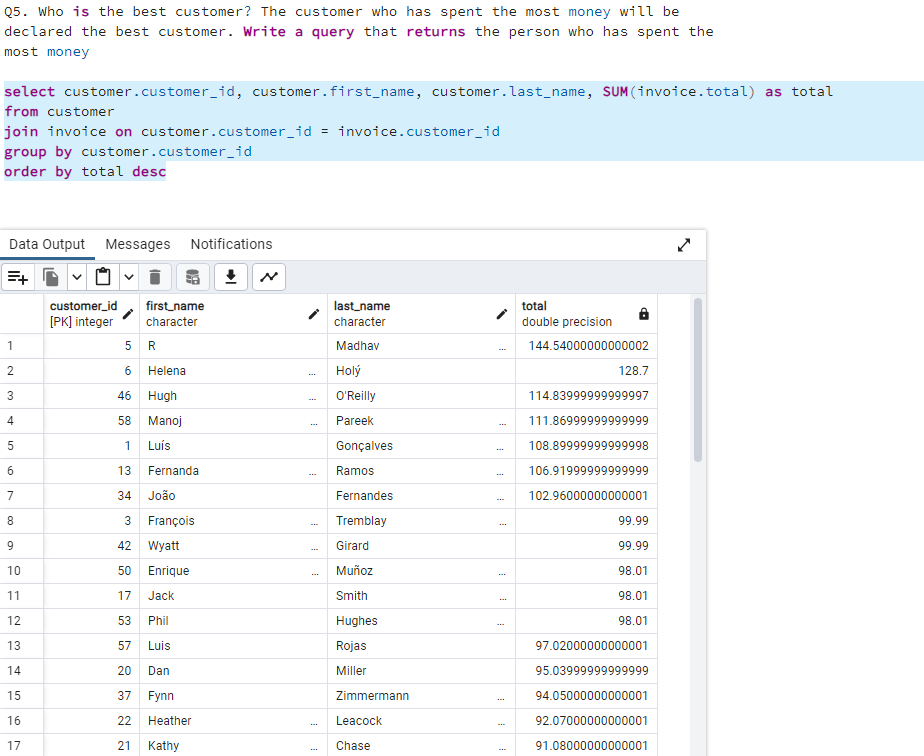 Q5. Who is the best customer? The customer who has spent the most money will be
declared the best customer. Write a query that returns the person who has spent the
most money
select customer.customer_id, customer.first_name, customer.last_name, SUM(invoice.total) as total
from customer
join invoice on customer.customer_id = invoice.customer_id
group by customer.customer_id
order by total desc
Data Output Messages Notifications
customer_id first_name last_name total
[PK] integer character character double precision
1 5 R Madhav ... 144.54000000000002
2 6 Helena ... Holý 128.7
3 46 Hugh ... O'Reilly 114.83999999999997
4 58 Manoj ... Pareek ... 111.86999999999999
5 1 Luís Gonçalves ... 108.89999999999998
6 13 Fernanda ... Ramos ... 106.91999999999999
7 34 João Fernandes ... 102.96000000000001
8 3 François ... Tremblay ... 99.99
9 42 Wyatt ... Girard 99.99
10 50 Enrique ... Muñoz ... 98.01
11 17 Jack Smith ... 98.01
12 53 Phil Hughes ... 98.01
13 57 Luis Rojas 97.02000000000001
14 20 Dan Miller 95.03999999999999
15 37 Fynn Zimmermann ... 94.05000000000001
16 22 Heather ... Leacock ... 92.07000000000001
17 21 Kathy ... Chase ... 91.08000000000001